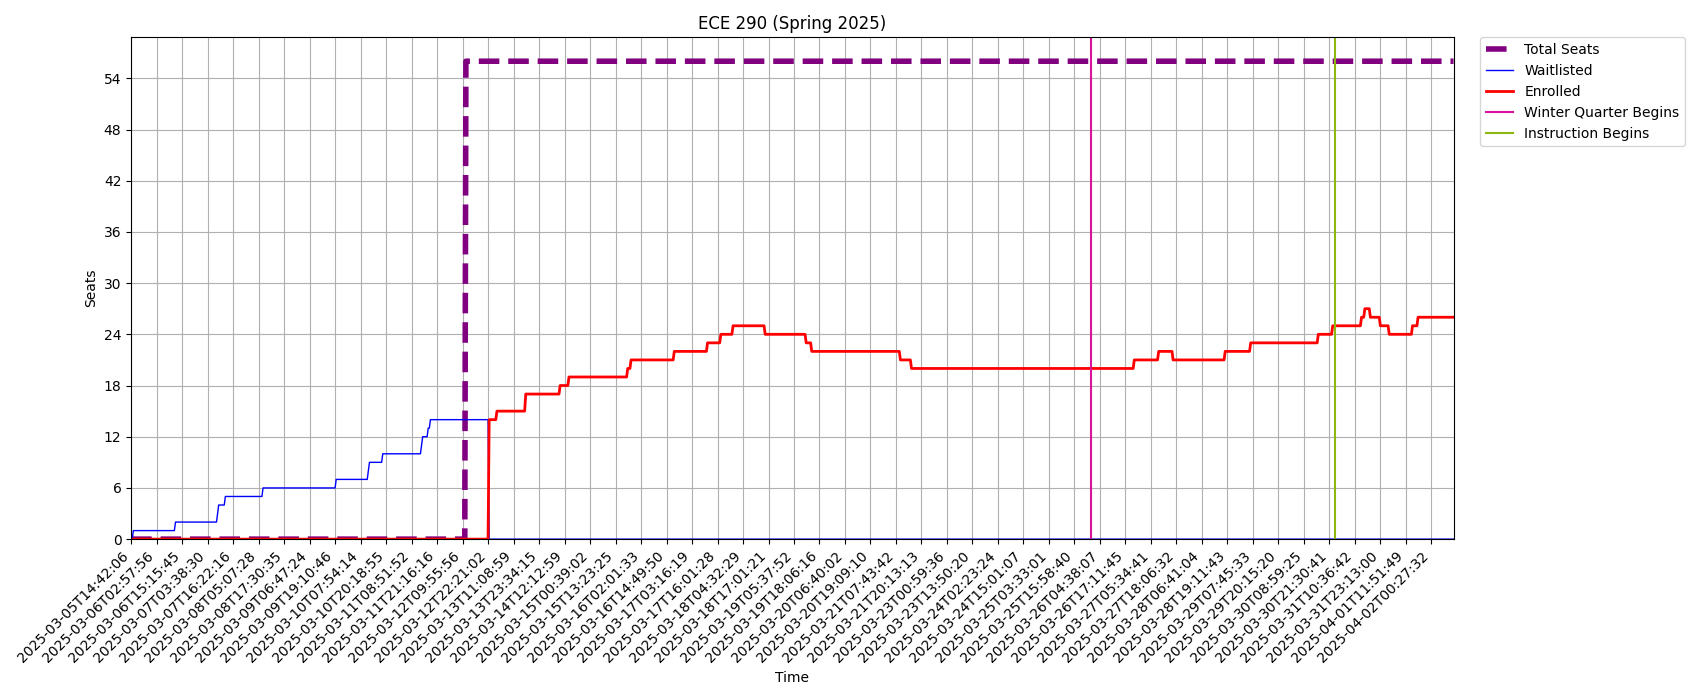 ECE 290 (Spring 2025)
Total Seats
Waitlisted
Enrolled
Winter Quarter Begins
Instruction Begins
Seats
54
48
42
36
30
24
18
12
6
0
2025-03-05T14:42:06
2025-03-06T02:57:56
2025-03-06T15:15:45
2025-03-07T03:38:30
2025-03-07T16:22:16
2025-03-08T05:07:28
2025-03-08T17:30:35
2025-03-09T06:47:24
2025-03-09T19:10:46
2025-03-10T07:54:14
2025-03-10T20:18:55
2025-03-11T08:51:52
2025-03-11T21:16:16
2025-03-12T09:55:56
2025-03-12T22:21:02
2025-03-13T11:08:59
2025-03-13T23:34:15
2025-03-14T12:12:59
2025-03-15T00:39:02
2025-03-15T13:23:25
2025-03-16T02:01:33
2025-03-16T14:49:50
2025-03-17T03:16:19
2025-03-17T16:01:28
2025-03-18T04:32:29
2025-03-18T17:01:21
2025-03-19T05:37:52
2025-03-19T18:06:16
2025-03-20T06:40:02
2025-03-20T19:09:10
2025-03-21T07:43:42
2025-03-21T20:13:13
2025-03-23T00:59:36
2025-03-23T13:50:20
2025-03-24T02:23:24
2025-03-24T15:01:07
2025-03-25T03:33:01
2025-03-25T15:58:40
2025-03-26T04:38:07
2025-03-26T17:11:45
2025-03-27T05:34:41
2025-03-27T18:06:32
2025-03-28T06:41:04
2025-03-28T19:11:43
2025-03-29T07:45:33
2025-03-29T20:15:20
2025-03-30T08:59:25
2025-03-30T21:30:41
2025-03-31T10:36:42
2025-03-31T23:13:00
2025-04-01T11:51:49
2025-04-02T00:27:32
Time